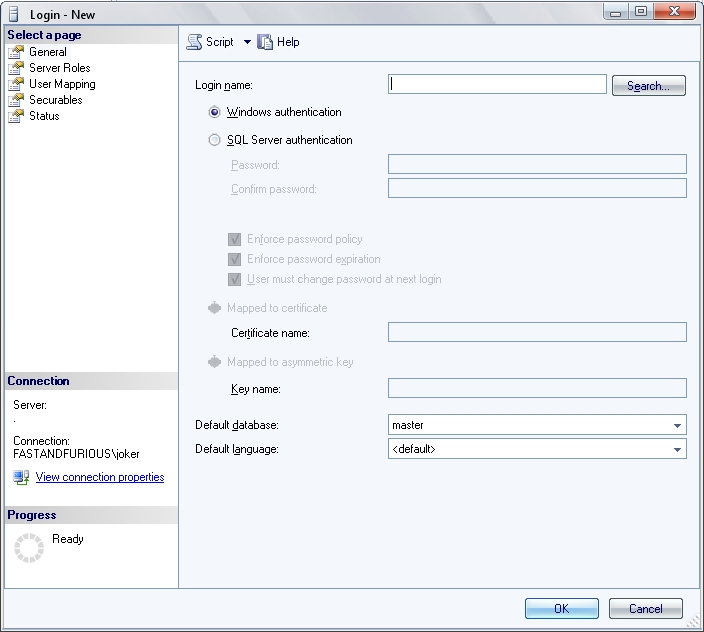 Login - New
Select a page
General
Server Roles
User Mapping
Securables
Status
Connection
Server:
.
Connection:
FASTANDFURIOUS\joker
View connection properties
Progress
Ready
Script Help
Login name: Search...
Windows authentication
SQL Server authentication
Password:
Confirm password:
Enforce password policy
Enforce password expiration
User must change password at next login
Mapped to certificate
Certificate name:
Mapped to asymmetric key
Key name:
Default database: master
Default language: <default>
OK Cancel